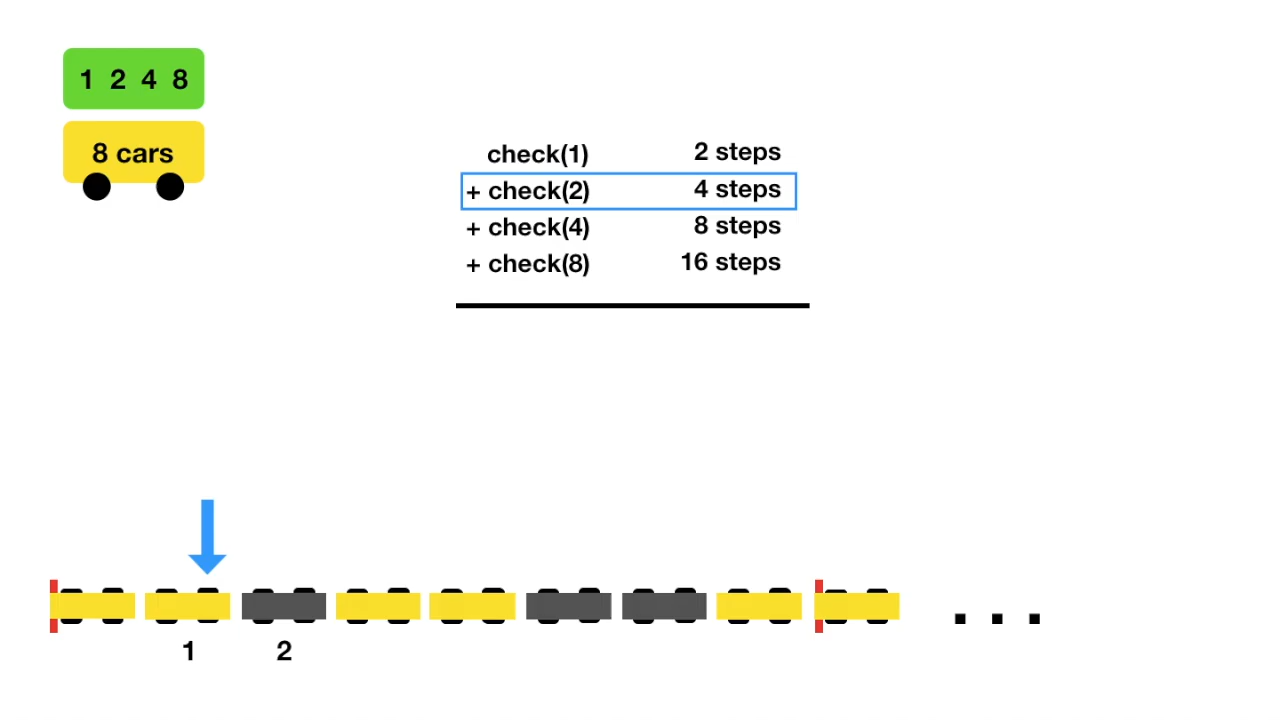 1 2 4 8
8 cars
check(1) 2 steps
+ check(2) 4 steps
+ check(4) 8 steps
+ check(8) 16 steps
1 2
. . .